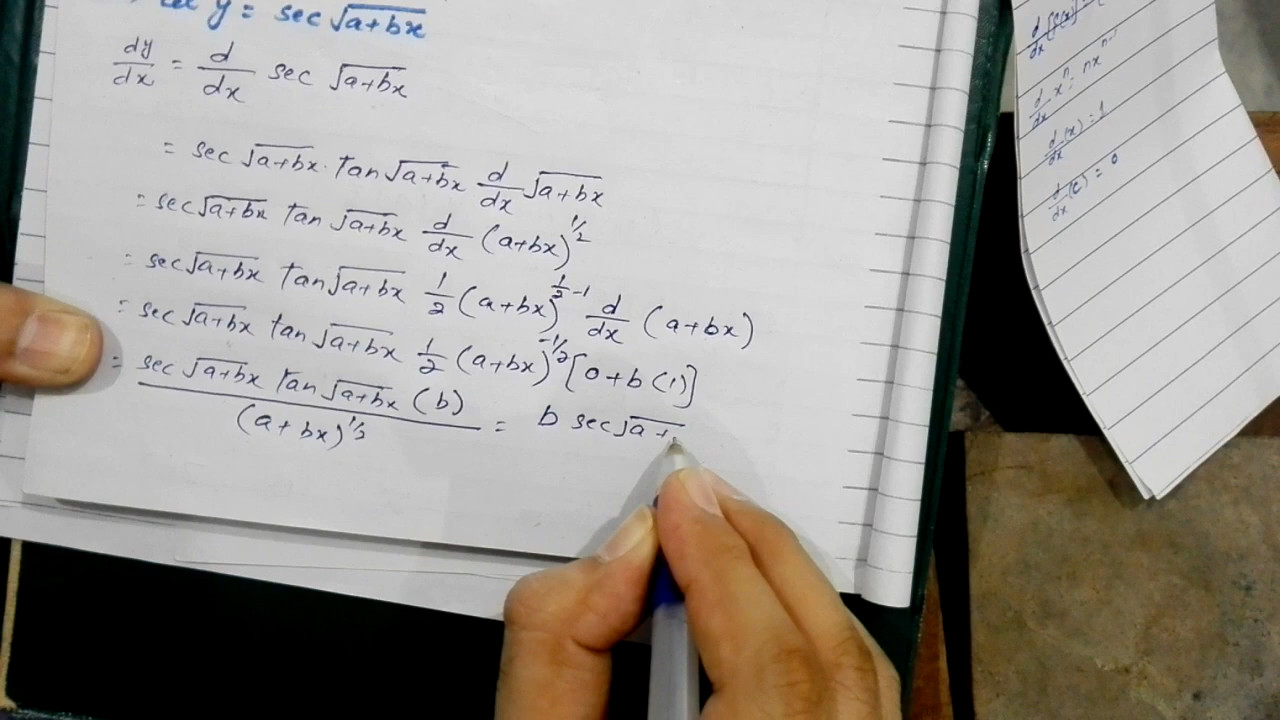 let y = sec √(a+bx)
dy/dx = d/dx sec √(a+bx)
= sec √(a+bx) · tan √(a+bx) d/dx √(a+bx)
= sec √(a+bx) tan √(a+bx) d/dx (a+bx)^1/2
= sec √(a+bx) tan √(a+bx) 1/2 (a+bx)^(1/2 -1) d/dx (a+bx)
= sec √(a+bx) tan √(a+bx) 1/2 (a+bx)^-1/2 [0+b(1)]
= sec √(a+bx) tan √(a+bx) (b) / (a+bx)^1/2 = b sec √(a+
d/dx [f(x)] =
d/dx x^n = nx^(n-1)
d/dx (x) = 1
d/dx (c) = 0